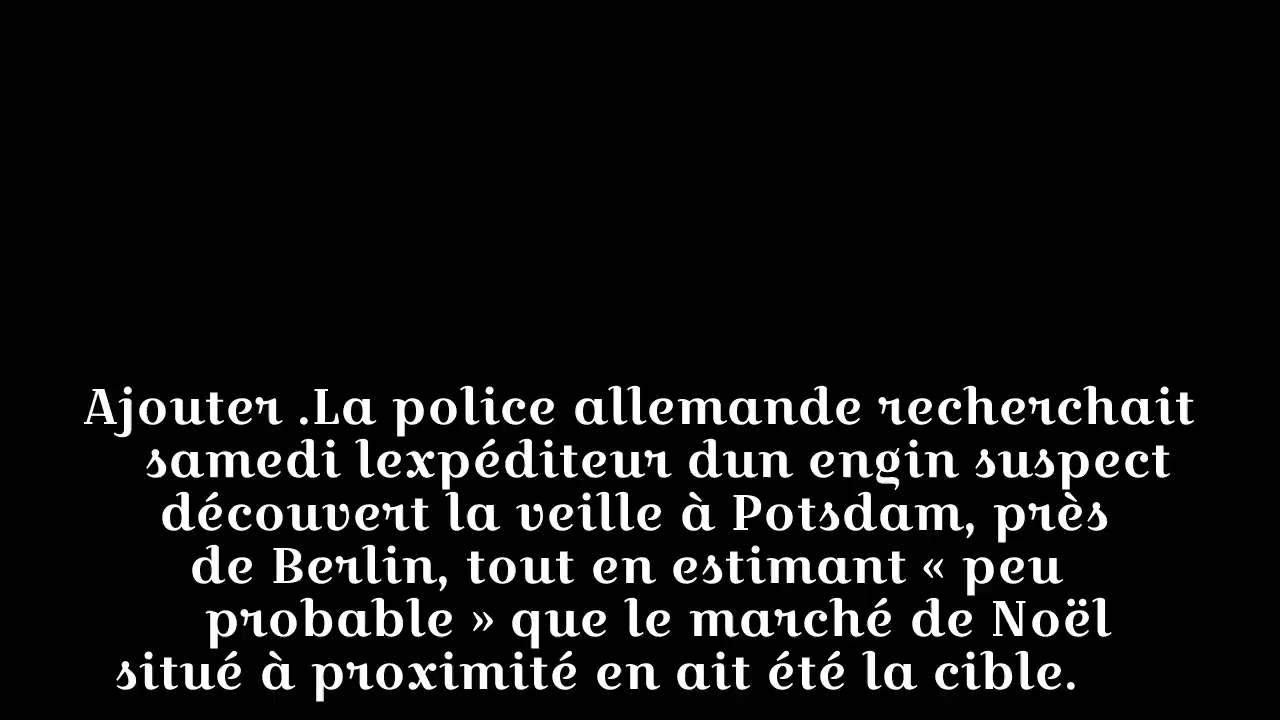 Ajouter .La police allemande recherchait
samedi lexpéditeur dun engin suspect
découvert la veille à Potsdam, près
de Berlin, tout en estimant « peu
probable » que le marché de Noël
situé à proximité en ait été la cible.